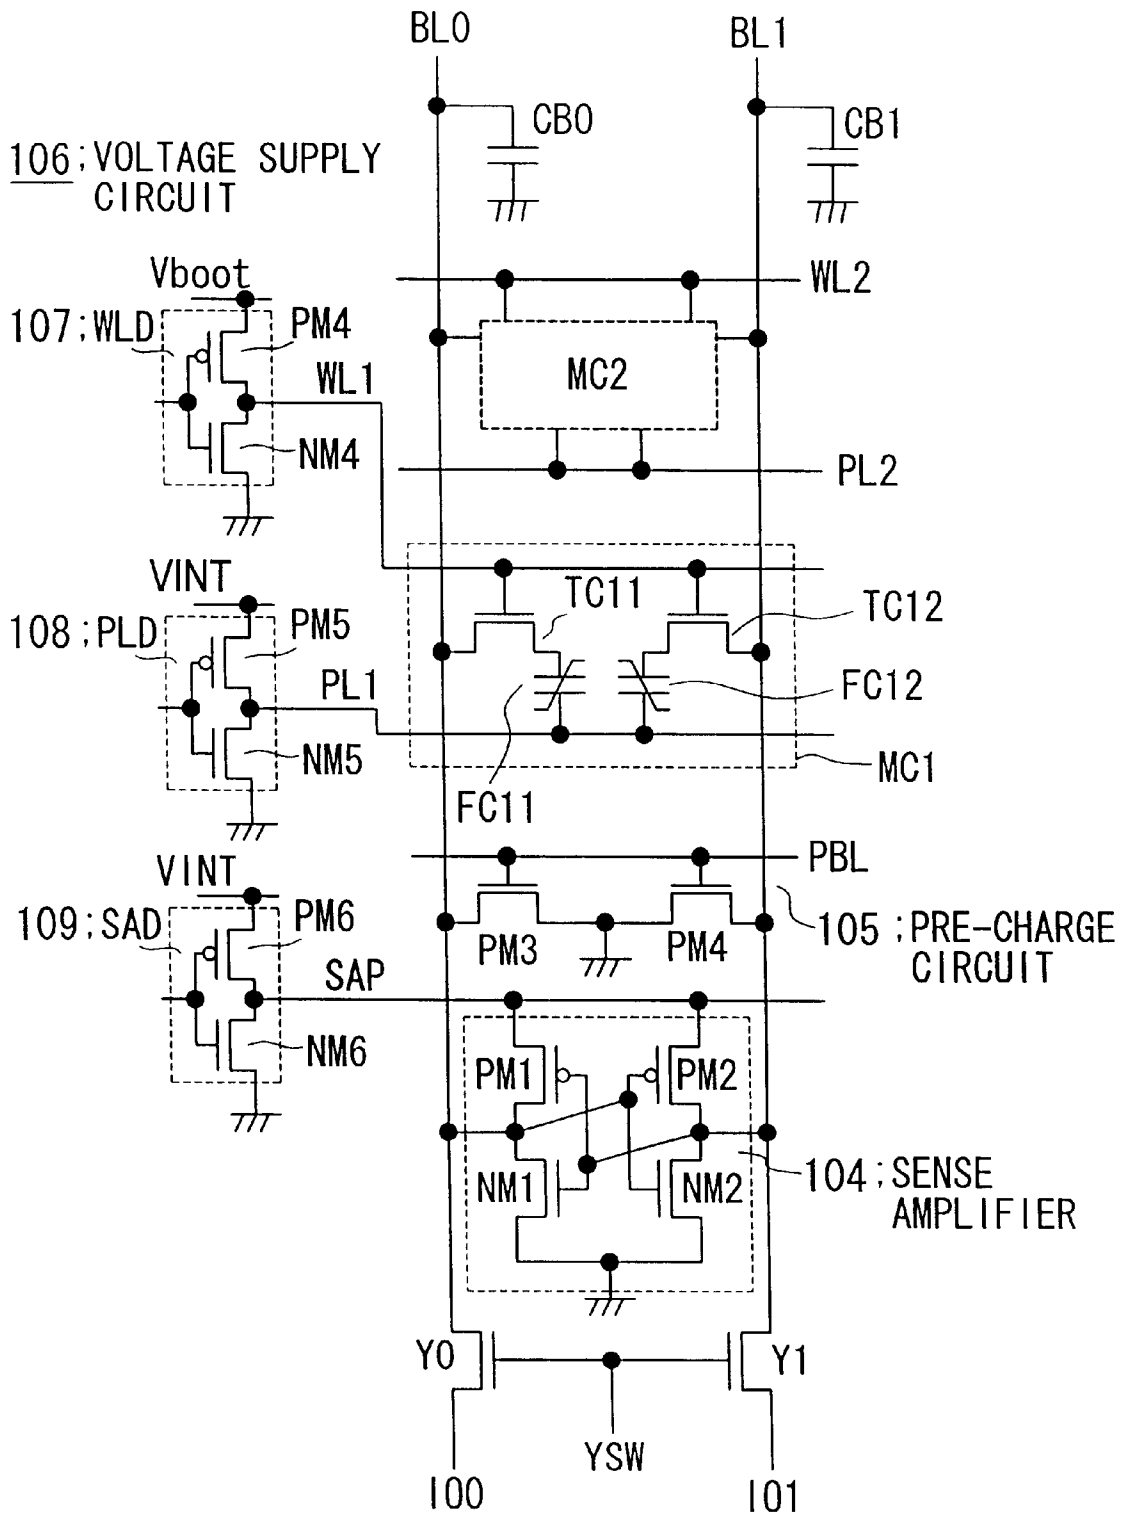 BL0
BL1
CB0
CB1
106;VOLTAGE SUPPLY
CIRCUIT
Vboot
WL2
107;WLD
PM4
WL1
MC2
NM4
PL2
VINT
TC11
TC12
108;PLD
PM5
PL1
FC12
NM5
MC1
FC11
PBL
VINT
109;SAD
PM6
PM3
PM4
105;PRE-CHARGE
CIRCUIT
SAP
NM6
PM1
PM2
NM1
NM2
104;SENSE
AMPLIFIER
Y0
Y1
YSW
IO0
IO1